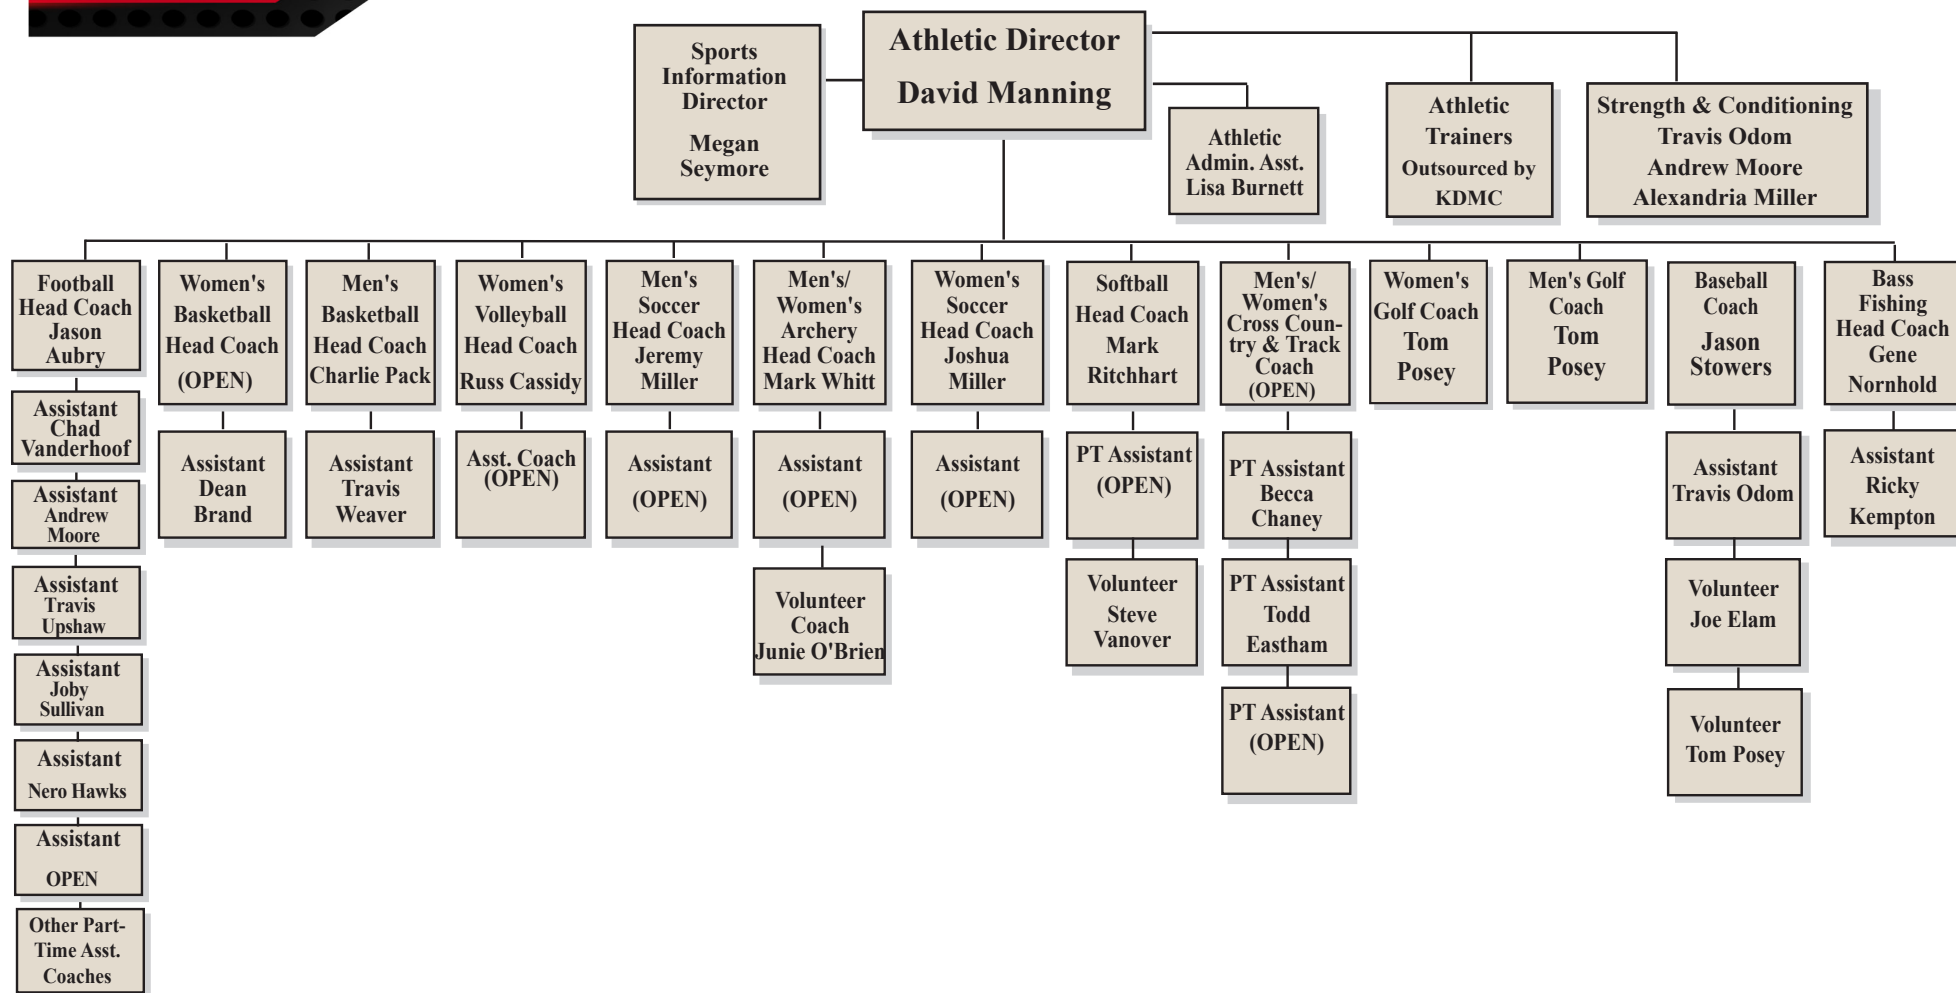 Sports
Information
Director
Megan
Seymore
Athletic Director
David Manning
Athletic
Admin. Asst.
Lisa Burnett
Athletic
Trainers
Outsourced by
KDMC
Strength & Conditioning
Travis Odom
Andrew Moore
Alexandria Miller
Football
Head Coach
Jason
Aubry
Assistant
Chad
Vanderhoof
Assistant
Andrew
Moore
Assistant
Travis
Upshaw
Assistant
Joby
Sullivan
Assistant
Nero Hawks
Assistant
OPEN
Other Part-
Time Asst.
Coaches
Women's
Basketball
Head Coach
(OPEN)
Assistant
Dean
Brand
Men's
Basketball
Head Coach
Charlie Pack
Assistant
Travis
Weaver
Women's
Volleyball
Head Coach
Russ Cassidy
Asst. Coach
(OPEN)
Men's
Soccer
Head Coach
Jeremy
Miller
Assistant
(OPEN)
Men's/
Women's
Archery
Head Coach
Mark Whitt
Assistant
(OPEN)
Volunteer
Coach
Junie O'Brien
Women's
Soccer
Head Coach
Joshua
Miller
Assistant
(OPEN)
Softball
Head Coach
Mark
Ritchhart
PT Assistant
(OPEN)
Volunteer
Steve
Vanover
Men's/
Women's
Cross Coun-
try & Track
Coach
(OPEN)
PT Assistant
Becca
Chaney
PT Assistant
Todd
Eastham
PT Assistant
(OPEN)
Women's
Golf Coach
Tom
Posey
Men's Golf
Coach
Tom
Posey
Baseball
Coach
Jason
Stowers
Assistant
Travis Odom
Volunteer
Joe Elam
Volunteer
Tom Posey
Bass
Fishing
Head Coach
Gene
Nornhold
Assistant
Ricky
Kempton